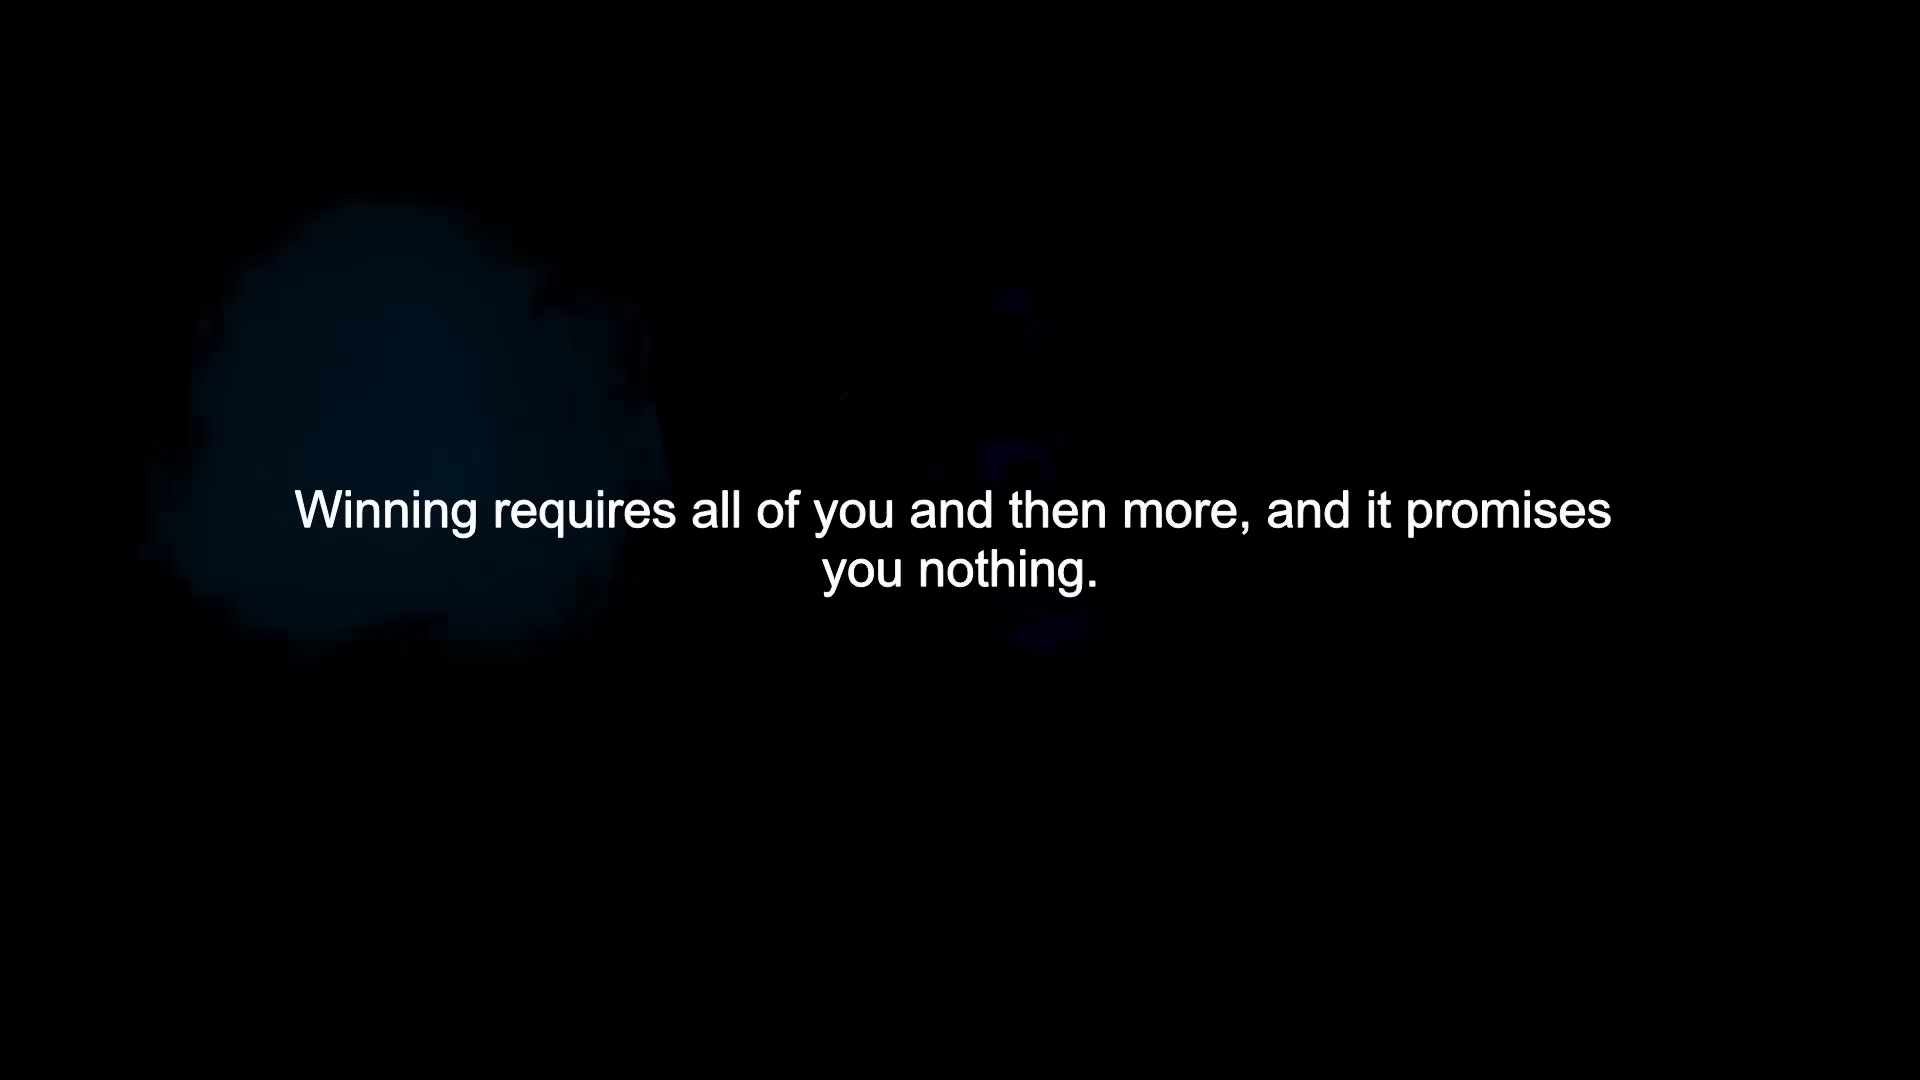 Winning requires all of you and then more, and it promises
you nothing.